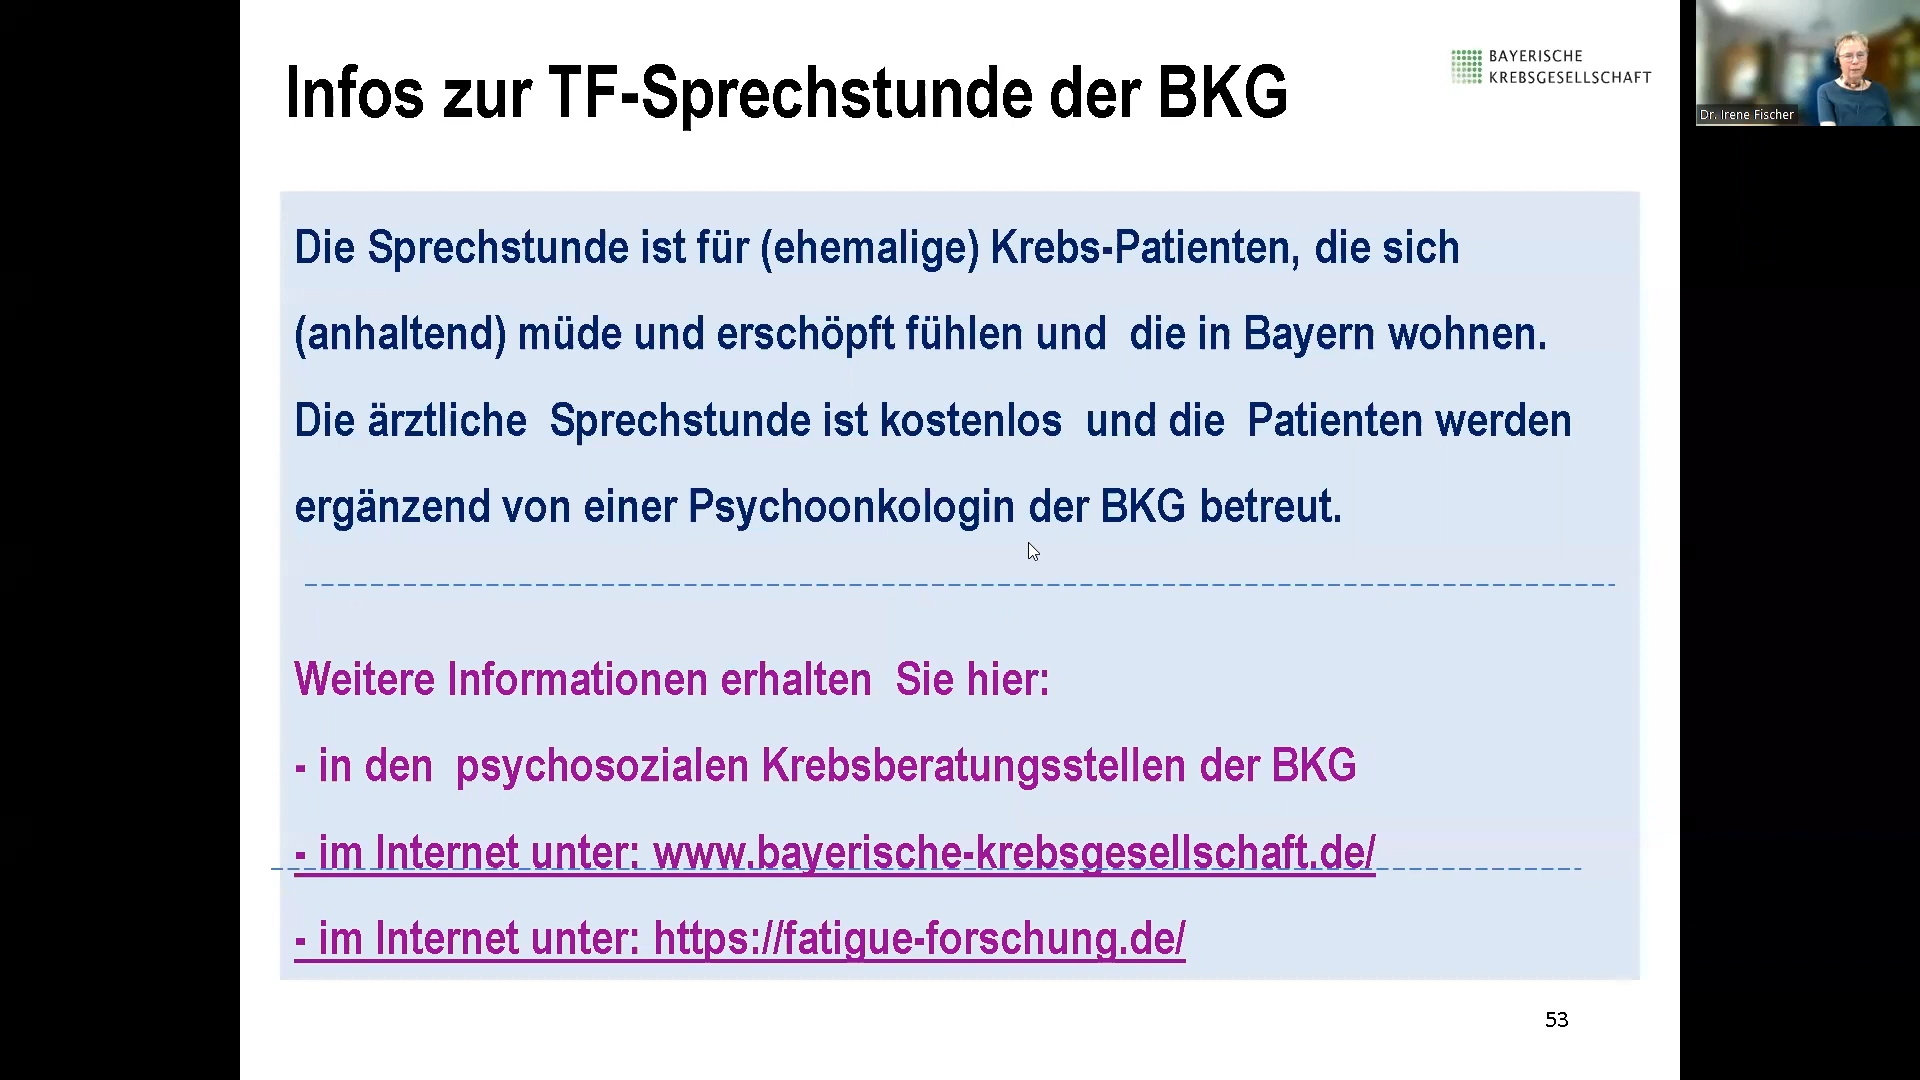 Infos zur TF-Sprechstunde der BKG
BAYERISCHE
KREBSGESELLSCHAFT
Dr. Irene Fischer
Die Sprechstunde ist für (ehemalige) Krebs-Patienten, die sich
(anhaltend) müde und erschöpft fühlen und die in Bayern wohnen.
Die ärztliche Sprechstunde ist kostenlos und die Patienten werden
ergänzend von einer Psychoonkologin der BKG betreut.
Weitere Informationen erhalten Sie hier:
- in den psychosozialen Krebsberatungsstellen der BKG
- im Internet unter: www.bayerische-krebsgesellschaft.de/
- im Internet unter: https://fatigue-forschung.de/
53